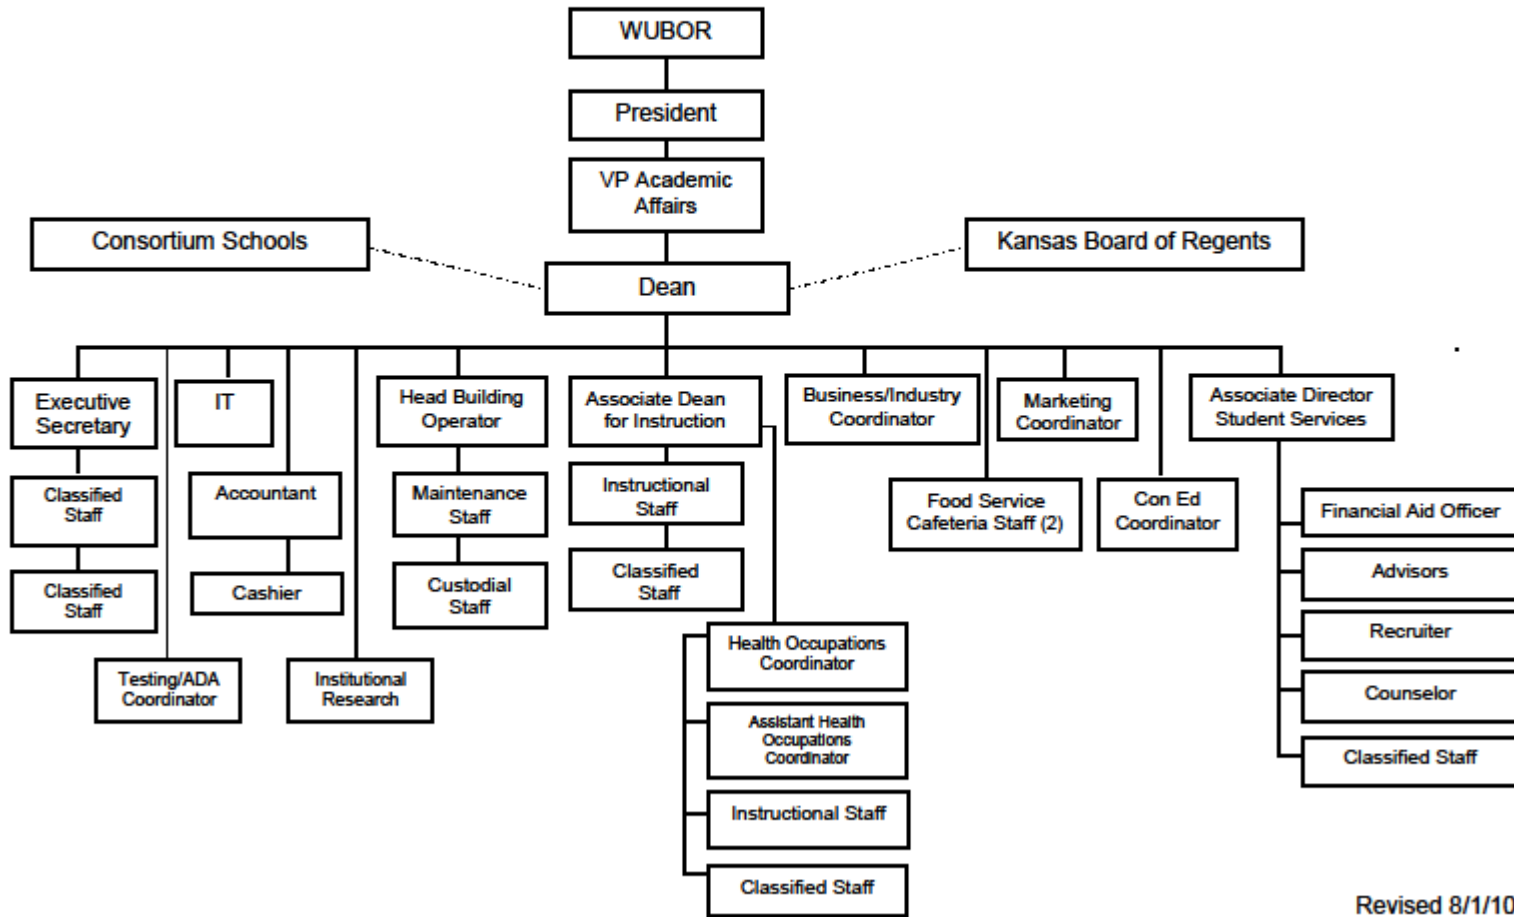 WUBOR
President
VP Academic
Affairs
Consortium Schools
Kansas Board of Regents
Dean
Executive
Secretary
IT
Head Building
Operator
Associate Dean
for Instruction
Business/Industry
Coordinator
Marketing
Coordinator
Associate Director
Student Services
Classified
Staff
Accountant
Maintenance
Staff
Instructional
Staff
Food Service
Cafeteria Staff (2)
Con Ed
Coordinator
Financial Aid Officer
Classified
Staff
Cashier
Custodial
Staff
Classified
Staff
Advisors
Testing/ADA
Coordinator
Institutional
Research
Health Occupations
Coordinator
Recruiter
Assistant Health
Occupations
Coordinator
Counselor
Instructional Staff
Classified Staff
Classified Staff
Revised 8/1/10